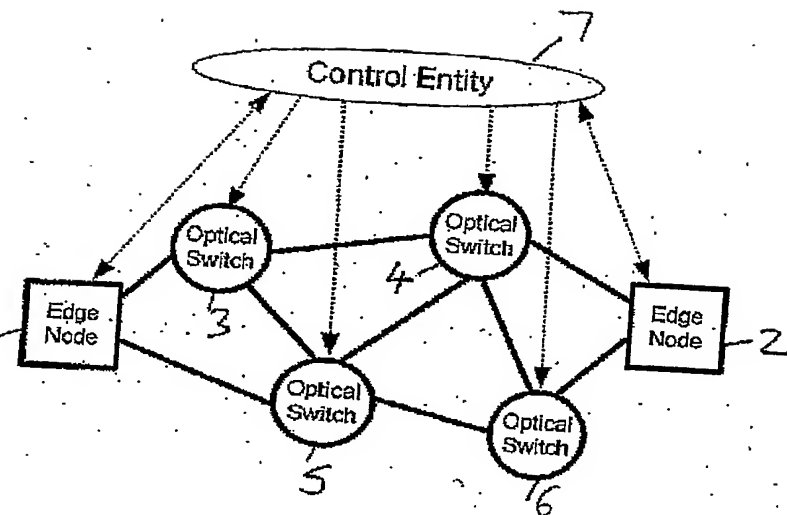 7
Control Entity
Optical
Switch
Optical
Switch
4
3
Edge
Node
Edge
Node
2
Optical
Switch
Optical
Switch
5
6